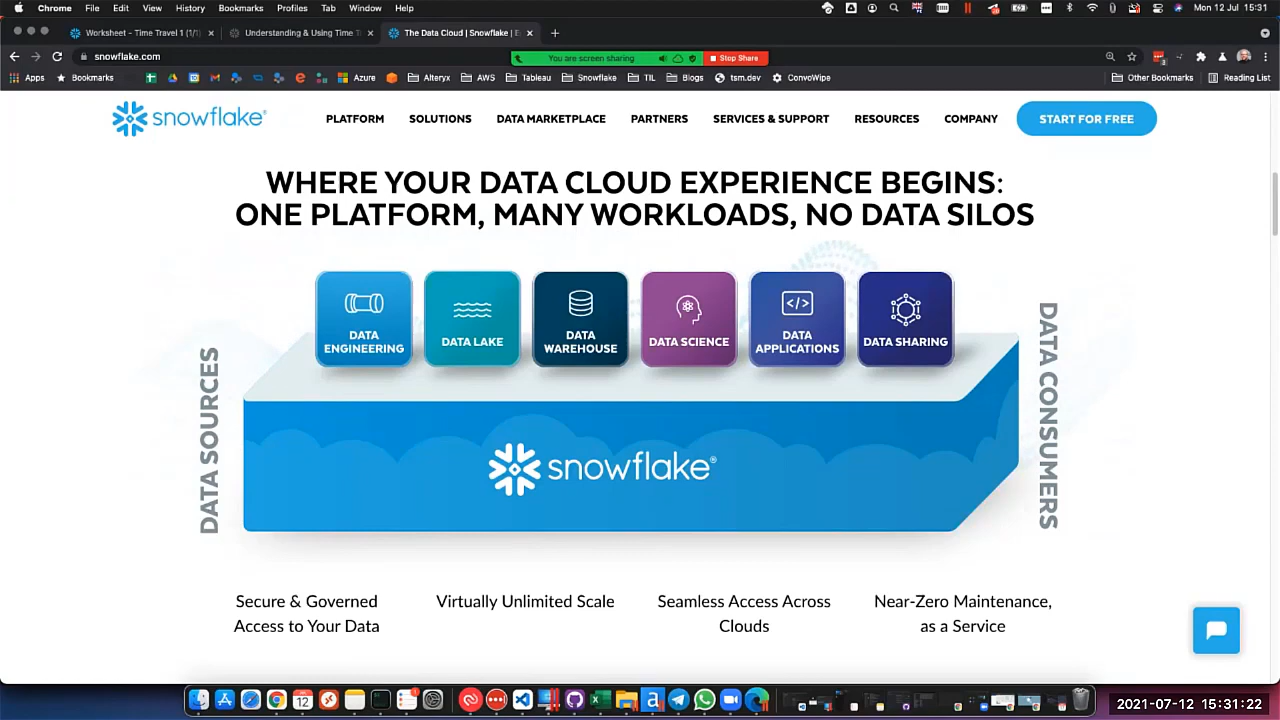 Chrome File Edit View History Bookmarks Profiles Tab Window Help Mon 12 Jul 15:31
Worksheet - Time Travel 1 (1/1) Understanding & Using Time T The Data Cloud | Snowflake | E
snowflake.com
You are screen sharing Stop Share
Apps Bookmarks Azure Alteryx AWS Tableau Snowflake TIL Blogs tsm.dev ConvoWipe Other Bookmarks Reading List
snowflake®
PLATFORM SOLUTIONS DATA MARKETPLACE PARTNERS SERVICES & SUPPORT RESOURCES COMPANY START FOR FREE
WHERE YOUR DATA CLOUD EXPERIENCE BEGINS:
ONE PLATFORM, MANY WORKLOADS, NO DATA SILOS
DATA SOURCES
DATA
ENGINEERING
DATA LAKE
DATA
WAREHOUSE
DATA SCIENCE
DATA
APPLICATIONS
DATA SHARING
DATA CONSUMERS
snowflake®
Secure & Governed
Access to Your Data
Virtually Unlimited Scale
Seamless Access Across
Clouds
Near-Zero Maintenance,
as a Service
2021-07-12 15:31:22